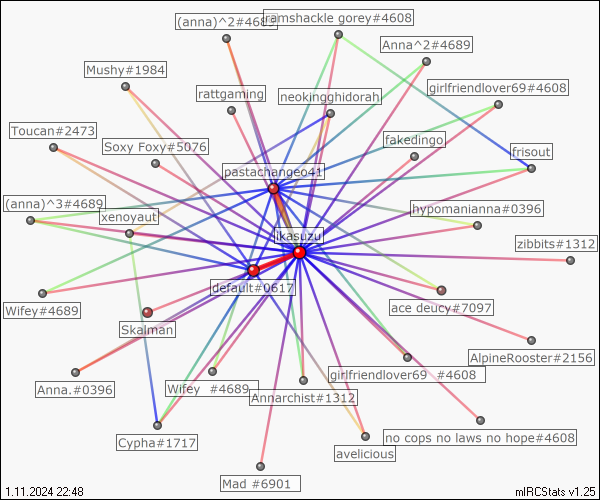 (anna)^2#4689
ramshackle gorey#4608
Anna^2#4689
Mushy#1984
rattgaming
neokingghidorah
girlfriendlover69#4608
Toucan#2473
Soxy Foxy#5076
fakedingo
frisout
pastachangeo41
(anna)^3#4689
xenoyaut
hypomanianna#0396
ikasuzu
zibbits#1312
default#0617
Wifey#4689
Skalman
ace deucy#7097
AlpineRooster#2156
Anna.#0396
Wifey #4689
Annarchist#1312
girlfriendlover69 #4608
Cypha#1717
avelicious
no cops no laws no hope#4608
Mad #6901
1.11.2024 22:48
mIRCStats v1.25